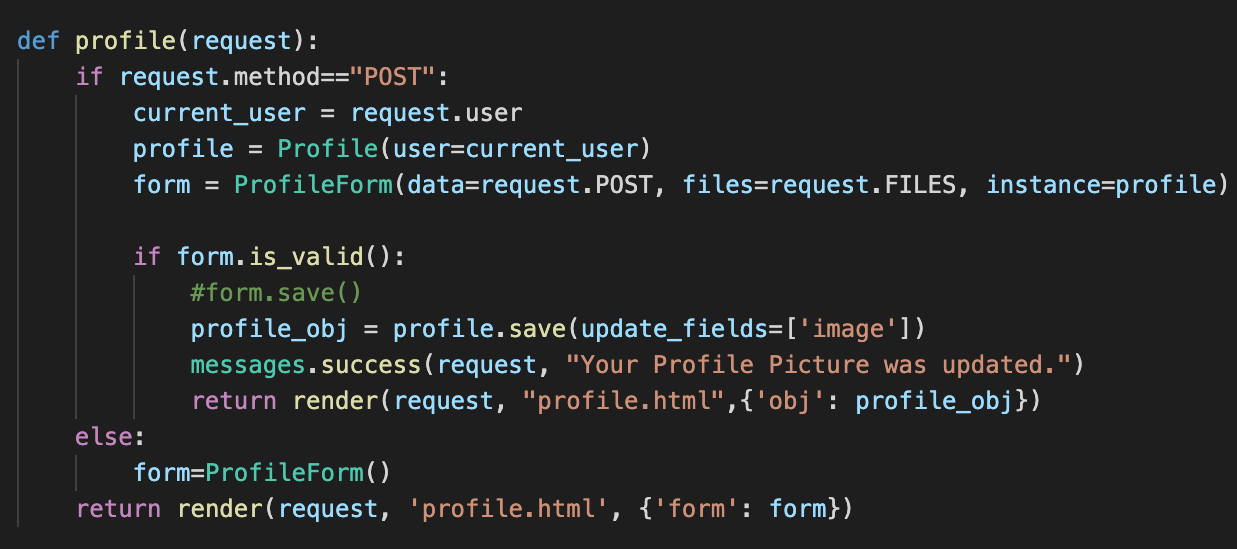 def profile(request):
    if request.method=="POST":
        current_user = request.user
        profile = Profile(user=current_user)
        form = ProfileForm(data=request.POST, files=request.FILES, instance=profile)

        if form.is_valid():
            #form.save()
            profile_obj = profile.save(update_fields=['image'])
            messages.success(request, "Your Profile Picture was updated.")
            return render(request, "profile.html",{'obj': profile_obj})
    else:
        form=ProfileForm()
    return render(request, 'profile.html', {'form': form})